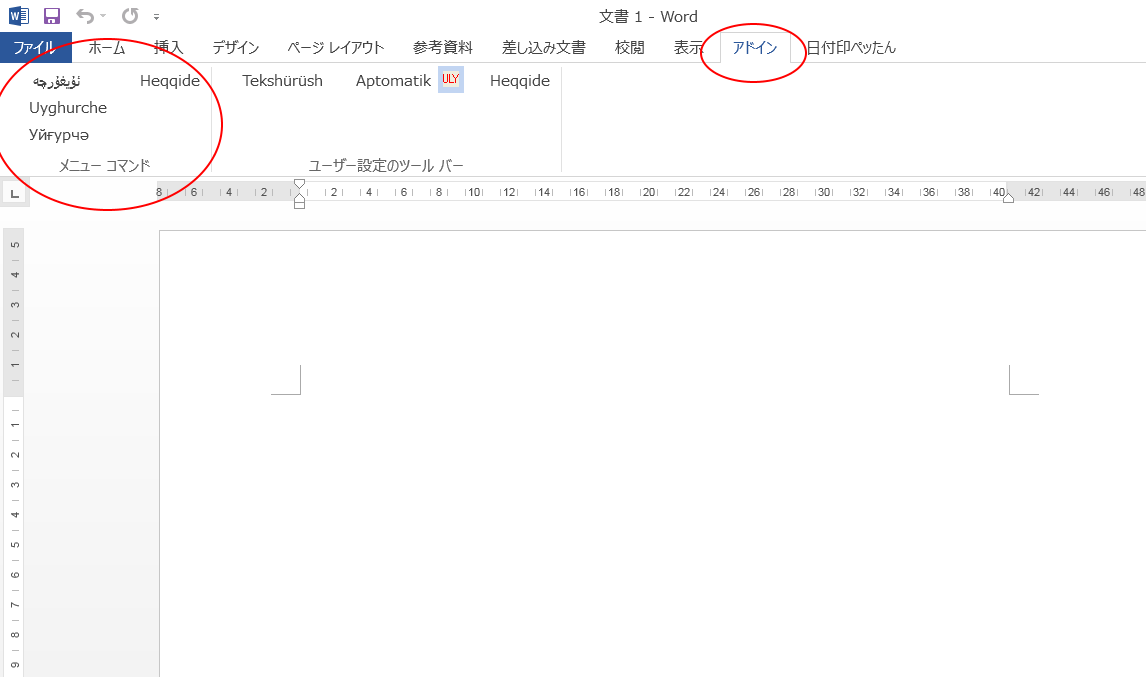 文書 1 - Word
ファイル ホーム 挿入 デザイン ページ レイアウト 参考資料 差し込み文書 校閲 表示 アドイン 日付印ペッたん
ئۇيغۇرچە Heqqide Tekshürüsh Aptomatik ULY Heqqide
Uyghurche
Уйғурчә
メニュー コマンド ユーザー設定のツール バー
L 8 6 4 2 2 4 6 8 10 12 14 16 18 20 22 24 26 28 30 32 34 36 38 40 42 44 46 48
5
4
3
2
1
1
2
3
4
5
6
7
8
9